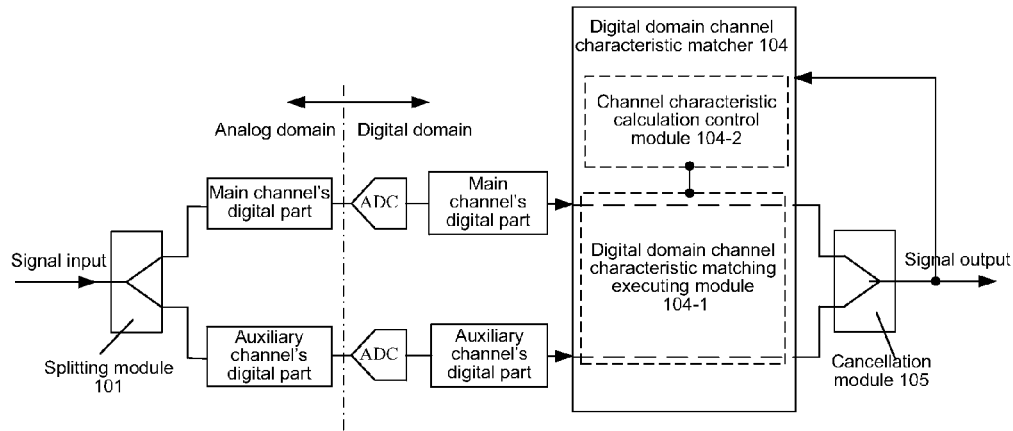 Digital domain channel
characteristic matcher 104
Channel characteristic
calculation control
module 104-2
Analog domain
Digital domain
Main channel's
digital part
ADC
Main
channel's
digital part
Signal input
Digital domain channel
characteristic matching
executing module
104-1
Signal output
Splitting module
101
Auxiliary
channel's
digital part
ADC
Auxiliary
channel's
digital part
Cancellation
module 105